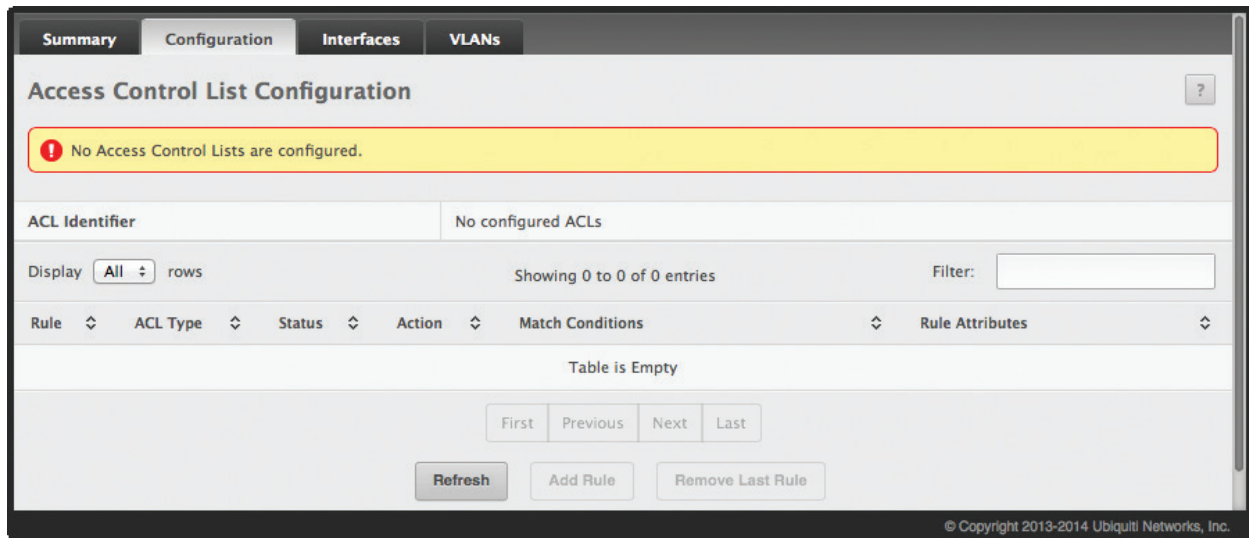 Summary Configuration Interfaces VLANs
Access Control List Configuration ?
No Access Control Lists are configured.
ACL Identifier No configured ACLs
Display All rows Showing 0 to 0 of 0 entries Filter:
Rule ACL Type Status Action Match Conditions Rule Attributes
Table is Empty
First Previous Next Last
Refresh Add Rule Remove Last Rule
© Copyright 2013-2014 Ubiquiti Networks, Inc.